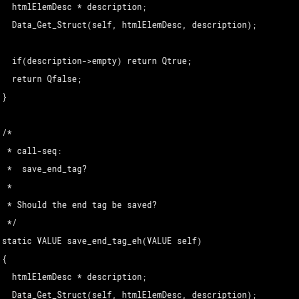 htmlElemDesc * description;
Data_Get_Struct(self, htmlElemDesc, description);
if(description->empty) return Qtrue;
return Qfalse;
}
/*
* call-seq:
*  save_end_tag?
*
* Should the end tag be saved?
*/
static VALUE save_end_tag_eh(VALUE self)
{
htmlElemDesc * description;
Data_Get_Struct(self, htmlElemDesc, description);